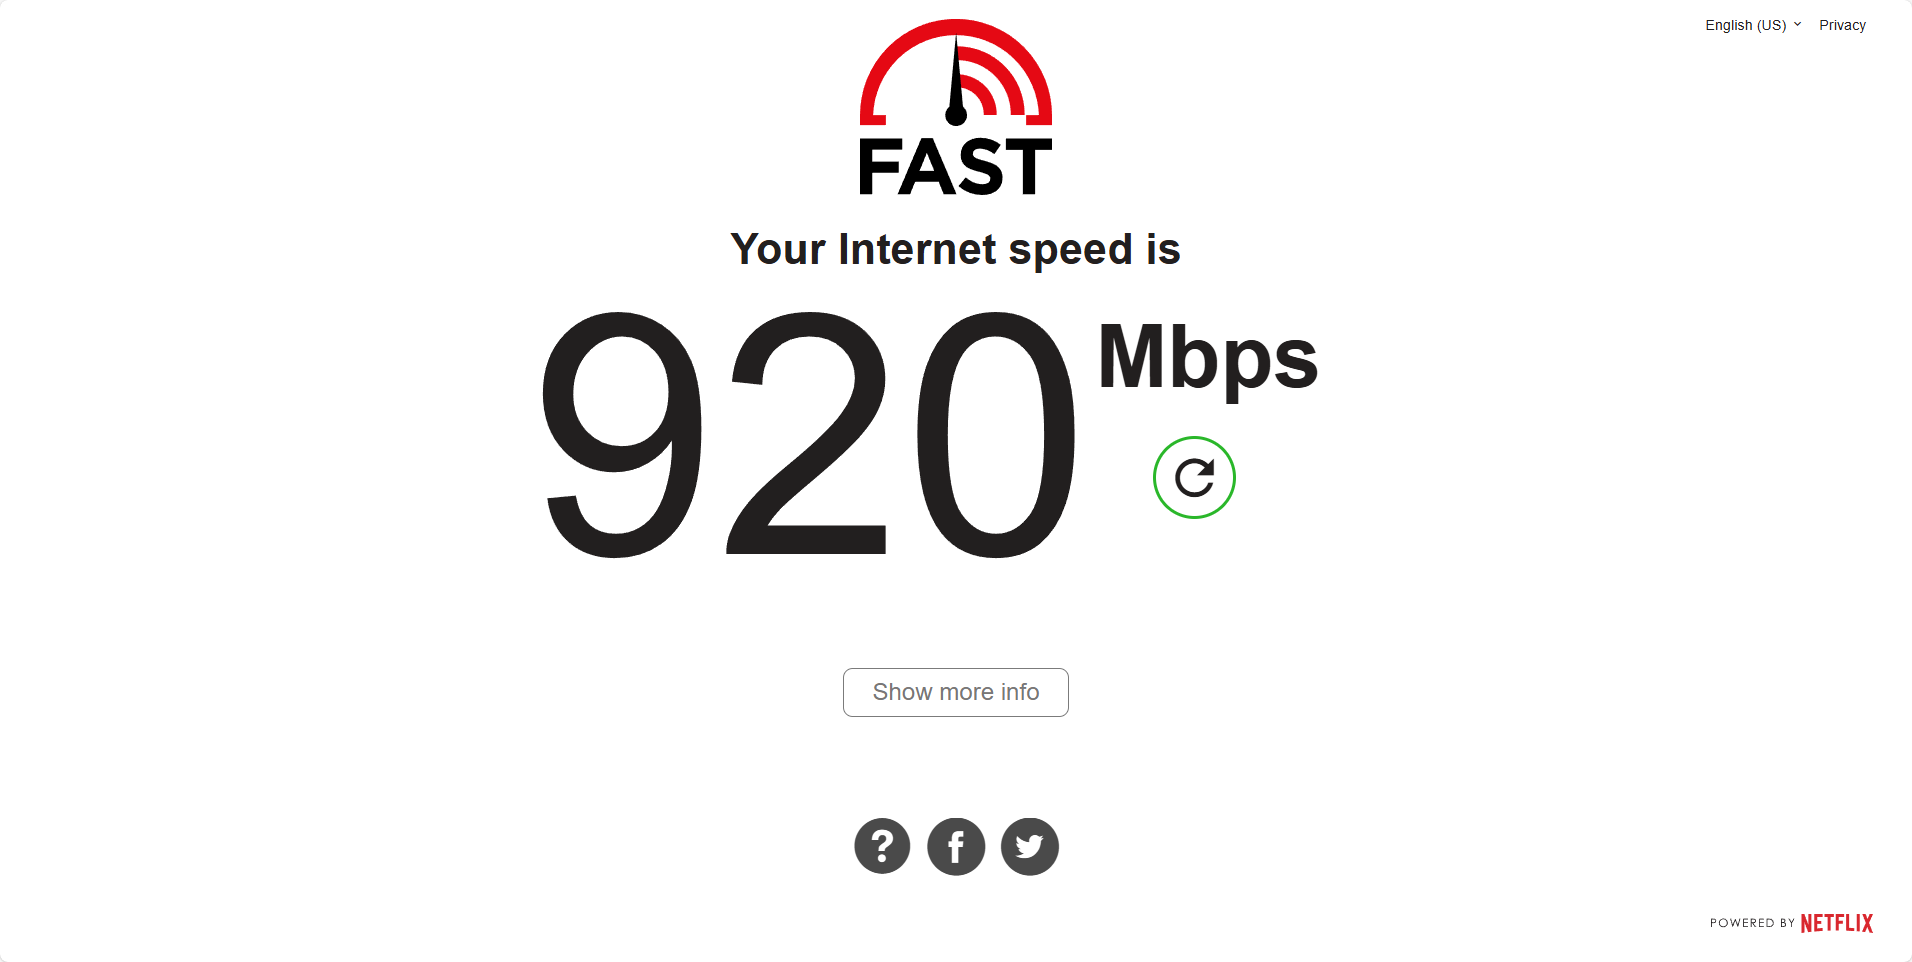 English (US) Privacy
FAST
Your Internet speed is
920 Mbps
Show more info
?
f
POWERED BY NETFLIX